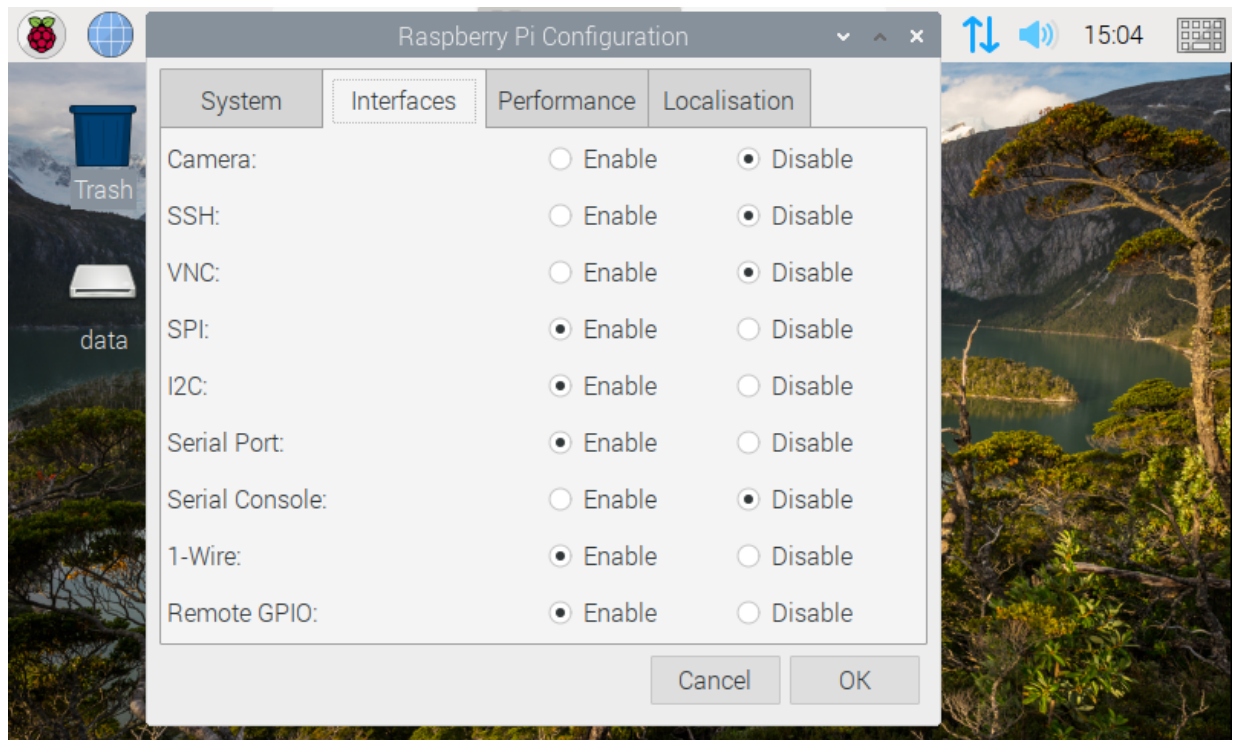 Raspberry Pi Configuration
15:04
System Interfaces Performance Localisation
Trash
data
Camera: Enable Disable
SSH: Enable Disable
VNC: Enable Disable
SPI: Enable Disable
I2C: Enable Disable
Serial Port: Enable Disable
Serial Console: Enable Disable
1-Wire: Enable Disable
Remote GPIO: Enable Disable
Cancel OK